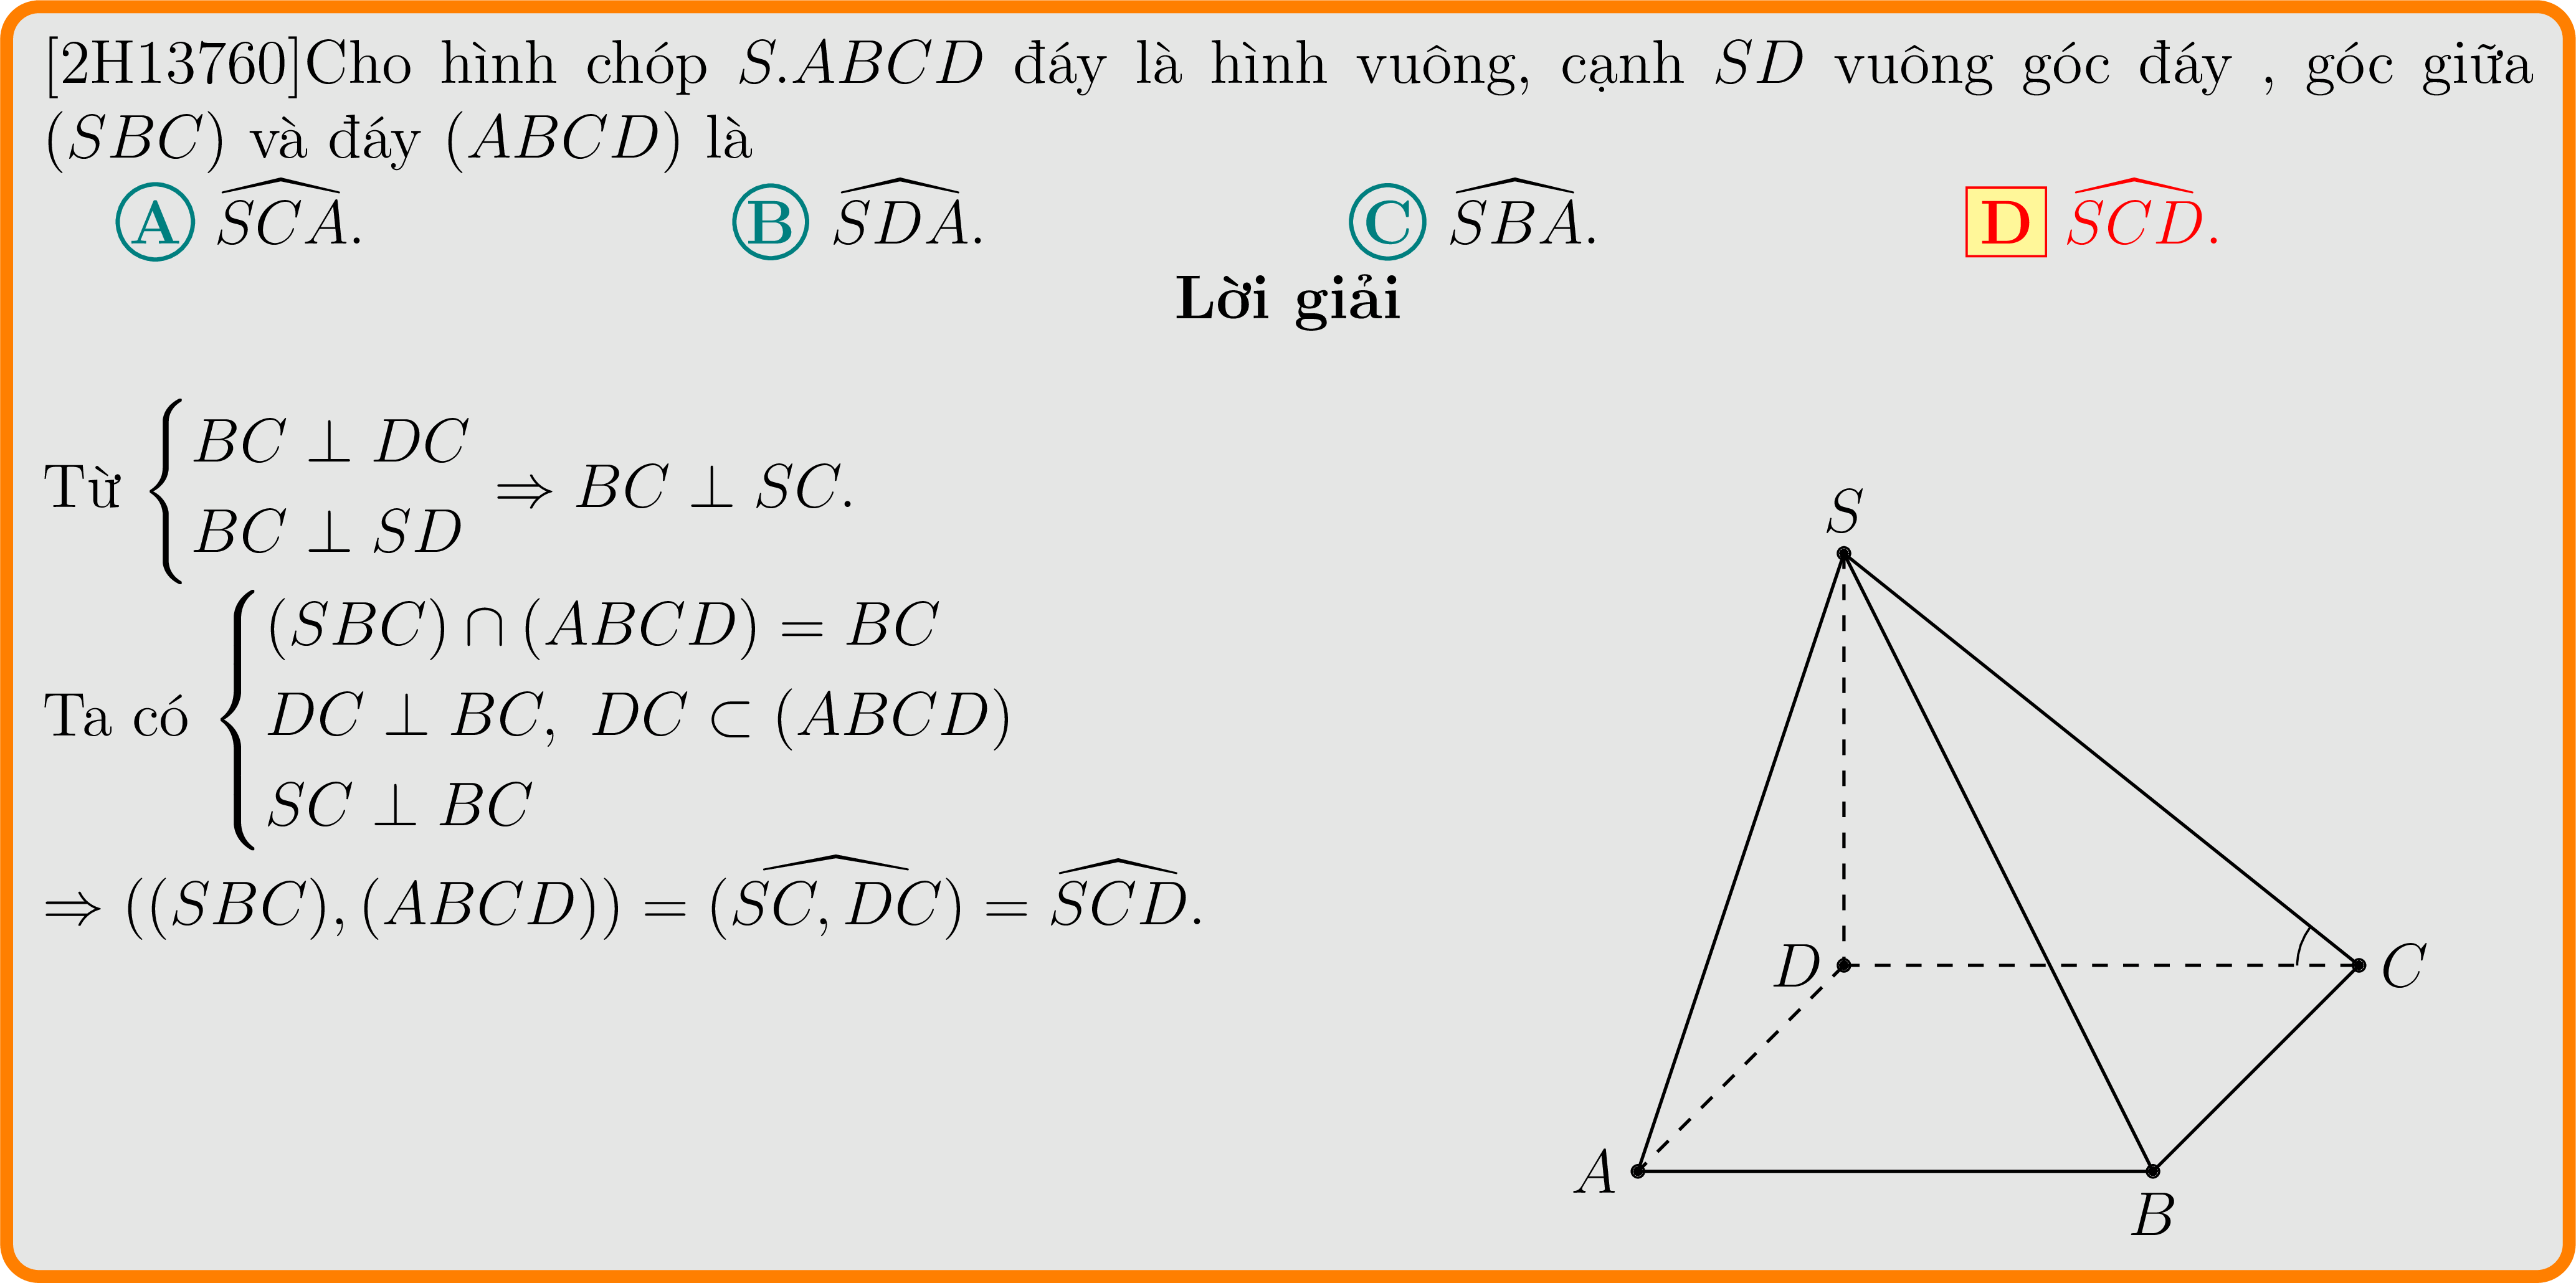 [2H13760]Cho hình chóp S.ABCD đáy là hình vuông, cạnh SD vuông góc đáy , góc giữa
(SBC) và đáy (ABCD) là
A $\widehat{SCA}$. B $\widehat{SDA}$. C $\widehat{SBA}$. D $\widehat{SCD}$.
Lời giải
Từ $\begin{cases} BC \perp DC \\ BC \perp SD \end{cases} \Rightarrow BC \perp SC.$
Ta có $\begin{cases} (SBC) \cap (ABCD) = BC \\ DC \perp BC,\ DC \subset (ABCD) \\ SC \perp BC \end{cases}$
$\Rightarrow ((SBC), (ABCD)) = (\widehat{SC, DC}) = \widehat{SCD}.$
S
D
C
A
B